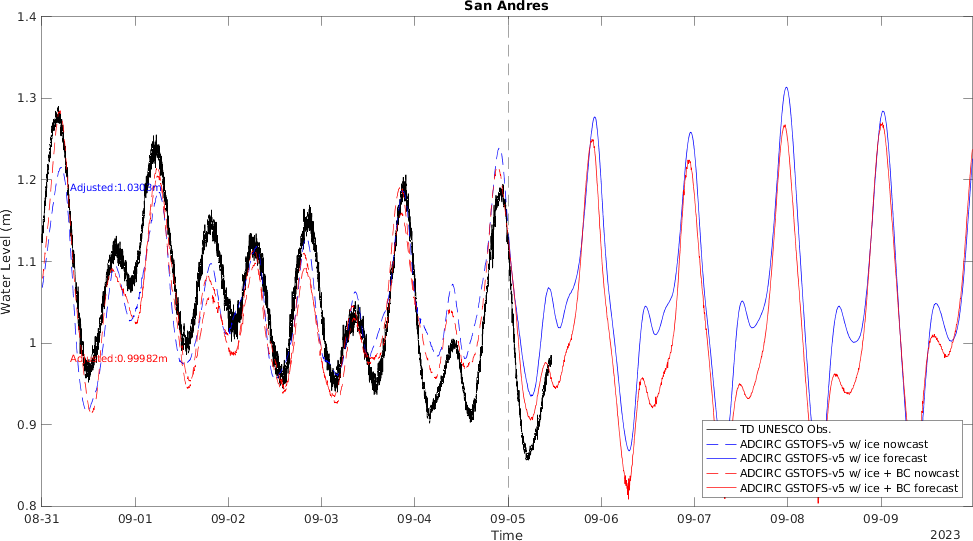 San Andres
1.4
1.3
1.2
1.1
1
0.9
0.8
Water Level (m)
Adjusted:1.0303m
Adjusted:0.99982m
TD UNESCO Obs.
ADCIRC GSTOFS-v5 w/ ice nowcast
ADCIRC GSTOFS-v5 w/ ice forecast
ADCIRC GSTOFS-v5 w/ ice + BC nowcast
ADCIRC GSTOFS-v5 w/ ice + BC forecast
08-31 09-01 09-02 09-03 09-04 09-05 09-06 09-07 09-08 09-09
Time
2023